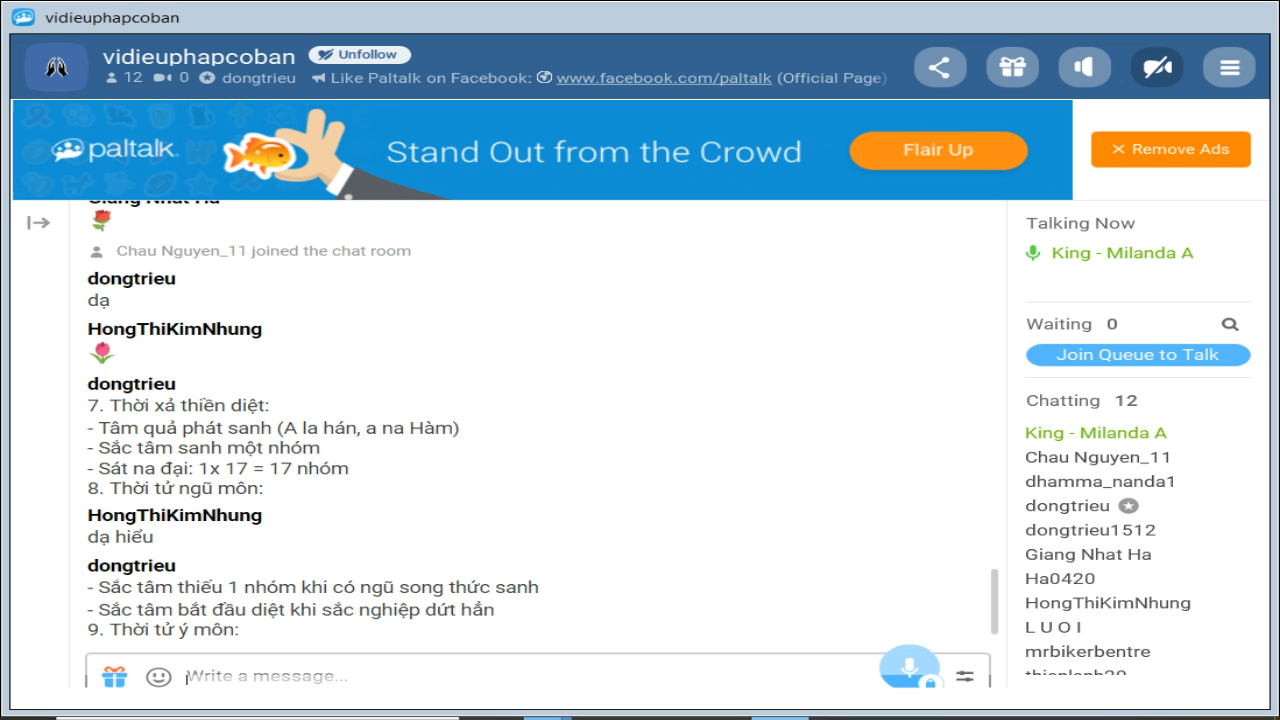 vidieuphapcoban
vidieuphapcoban Unfollow
12 0 dongtrieu Like Paltalk on Facebook: www.facebook.com/paltalk (Official Page)
paltalk Stand Out from the Crowd Flair Up
Remove Ads
Giang Nhat Ha
Chau Nguyen_11 joined the chat room
dongtrieu
dạ
HongThiKimNhung
dongtrieu
7. Thời xả thiền diệt:
- Tâm quả phát sanh (A la hán, a na Hàm)
- Sắc tâm sanh một nhóm
- Sát na đại: 1x 17 = 17 nhóm
8. Thời tử ngũ môn:
HongThiKimNhung
dạ hiểu
dongtrieu
- Sắc tâm thiếu 1 nhóm khi có ngũ song thức sanh
- Sắc tâm bắt đầu diệt khi sắc nghiệp dứt hẳn
9. Thời tử ý môn:
Write a message...
Talking Now
King - Milanda A
Waiting 0
Join Queue to Talk
Chatting 12
King - Milanda A
Chau Nguyen_11
dhamma_nanda1
dongtrieu
dongtrieu1512
Giang Nhat Ha
Ha0420
HongThiKimNhung
L U O I
mrbikerbentre